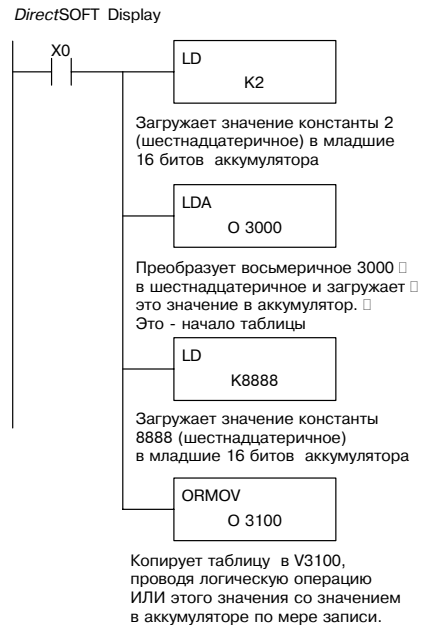 DirectSOFT Display
X0
LD
K2
Загружает значение константы 2
(шестнадцатеричное) в младшие
16 битов аккумулятора
LDA
O 3000
Преобразует восьмеричное 3000 □
в шестнадцатеричное и загружает □
это значение в аккумулятор. □
Это - начало таблицы
LD
K8888
Загружает значение константы
8888 (шестнадцатеричное)
в младшие 16 битов аккумулятора
ORMOV
O 3100
Копирует таблицу в V3100,
проводя логическую операцию
ИЛИ этого значения со значением
в аккумуляторе по мере записи.